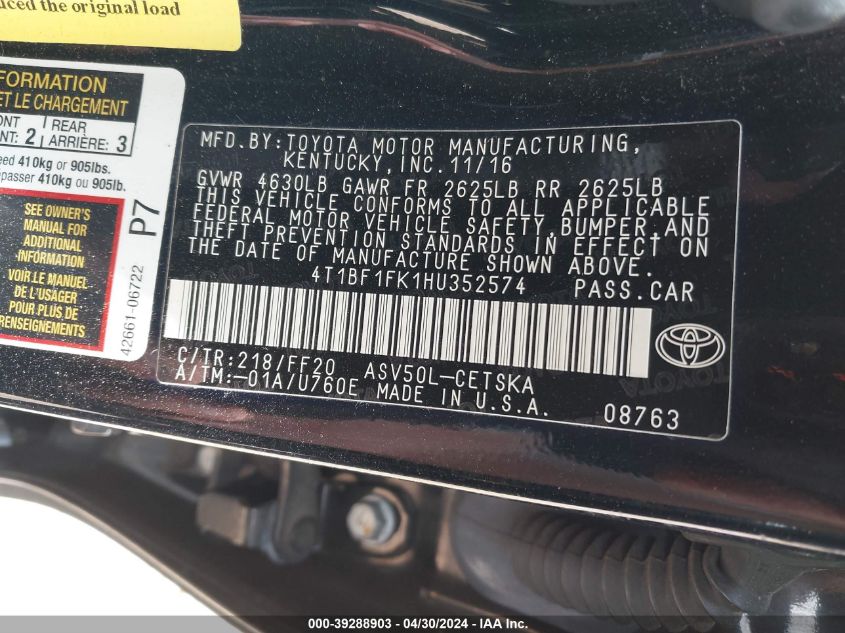 uced the original load
FORMATION
ET LE CHARGEMENT
ONT 2 REAR 3
NT: ARRIÈRE:
eed 410kg or 905lbs.
passer 410kg ou 905lb.
SEE OWNER'S
MANUAL FOR
ADDITIONAL
INFORMATION
VOIR LE MANUEL
DE L'USAGER
POUR PLUS DE
RENSEIGNEMENTS
P7
42661-06722
MFD.BY:TOYOTA MOTOR MANUFACTURING,
KENTUCKY,INC.11/16
GVWR 4630LB GAWR FR 2625LB RR 2625LB
THIS VEHICLE CONFORMS TO ALL APPLICABLE
FEDERAL MOTOR VEHICLE SAFETY,BUMPER,AND
THEFT PREVENTION STANDARDS IN EFFECT ON
THE DATE OF MANUFACTURE SHOWN ABOVE.
4T1BF1FK1HU352574 PASS.CAR
C/TR:218/FF20 ASV50L-CETSKA
A/TM:-01A/U760E MADE IN U.S.A.
08763
TOYOTA
000-39288903 - 04/30/2024 - IAA Inc.